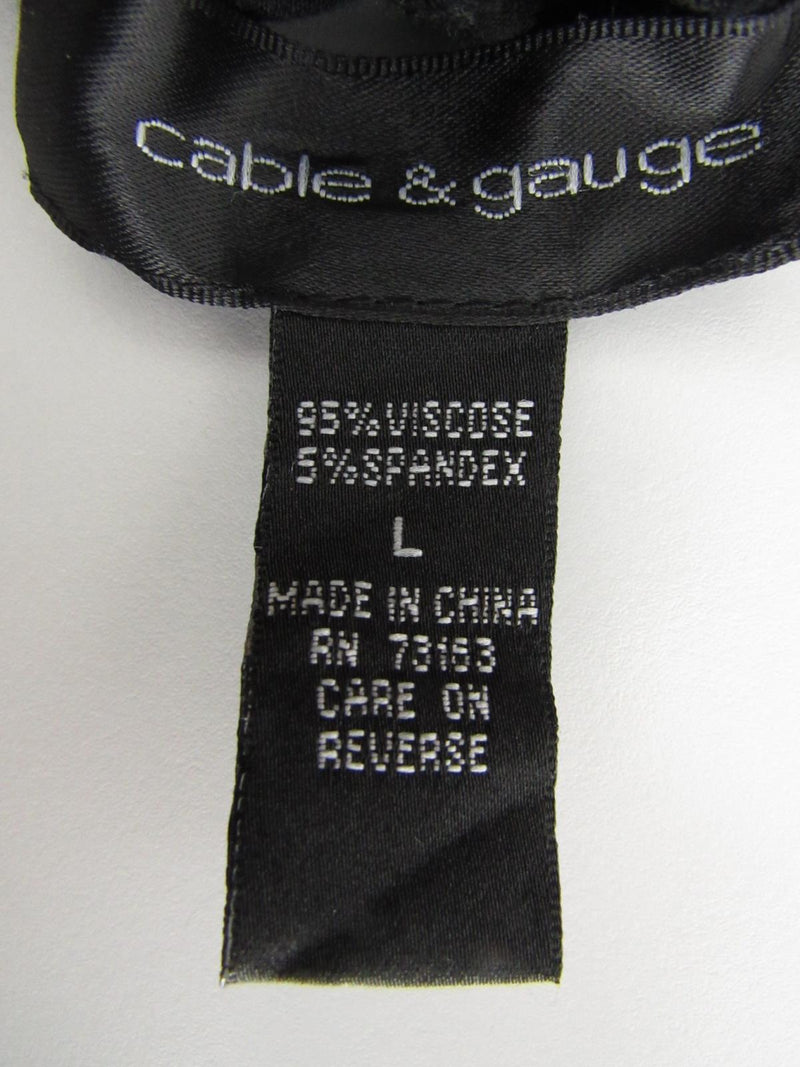 cable & gauge
95% VISCOSE
5% SPANDEX
L
MADE IN CHINA
RN 73153
CARE ON
REVERSE